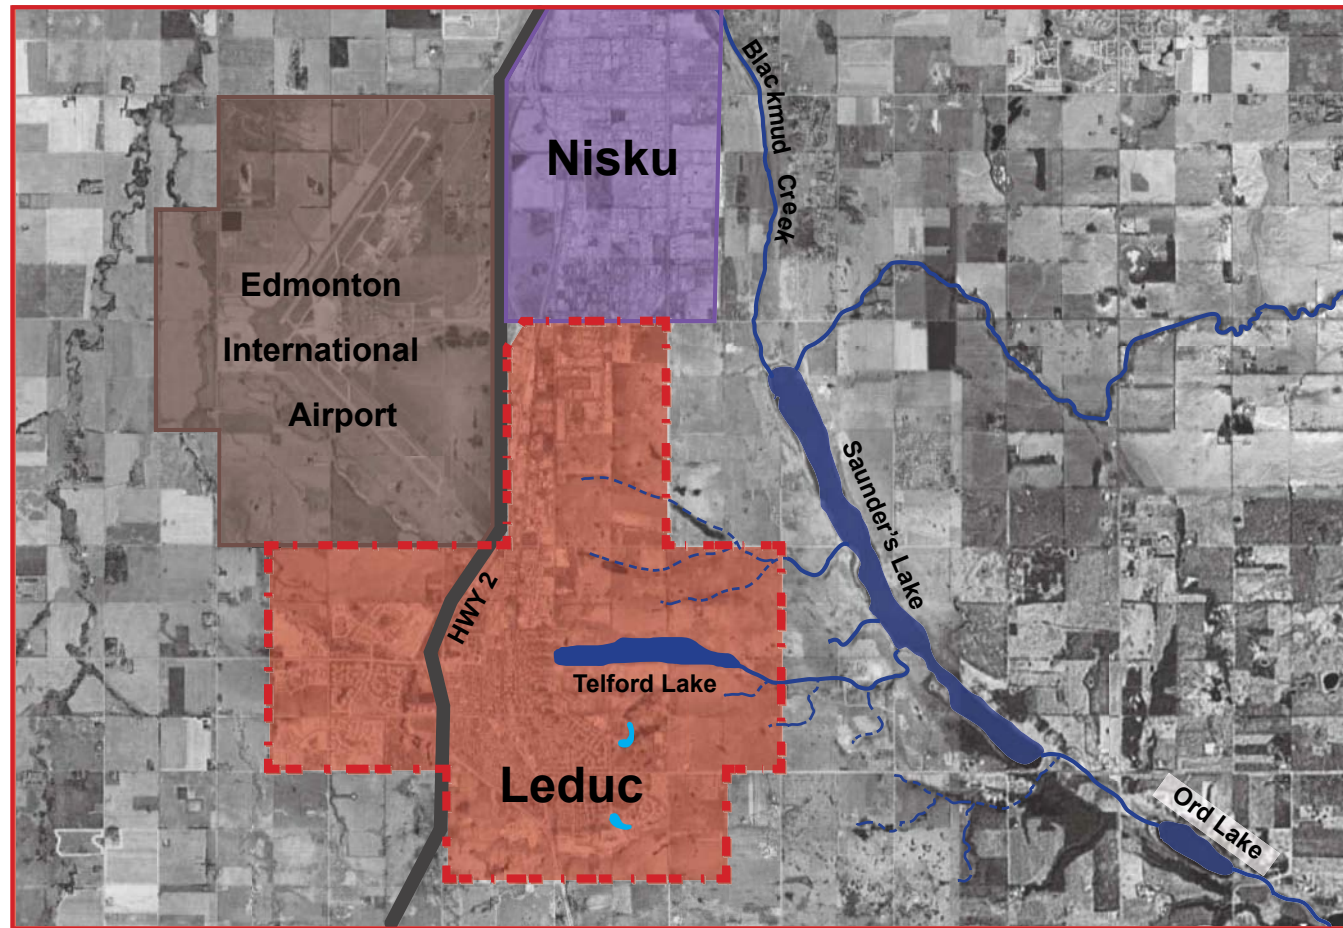 Blackmud Creek
Nisku
Edmonton
International
Airport
Saunder's Lake
HWY 2
Telford Lake
Leduc
Ord Lake